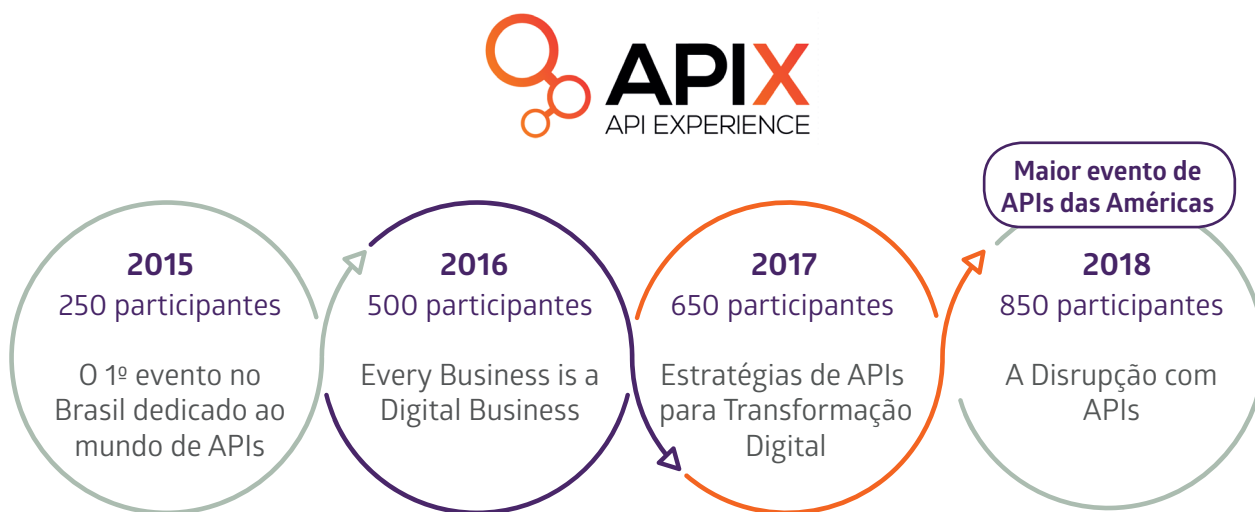 APIX
API EXPERIENCE
Maior evento de
APIs das Américas
2015
250 participantes
O 1º evento no
Brasil dedicado ao
mundo de APIs
2016
500 participantes
Every Business is a
Digital Business
2017
650 participantes
Estratégias de APIs
para Transformação
Digital
2018
850 participantes
A Disrupção com
APIs